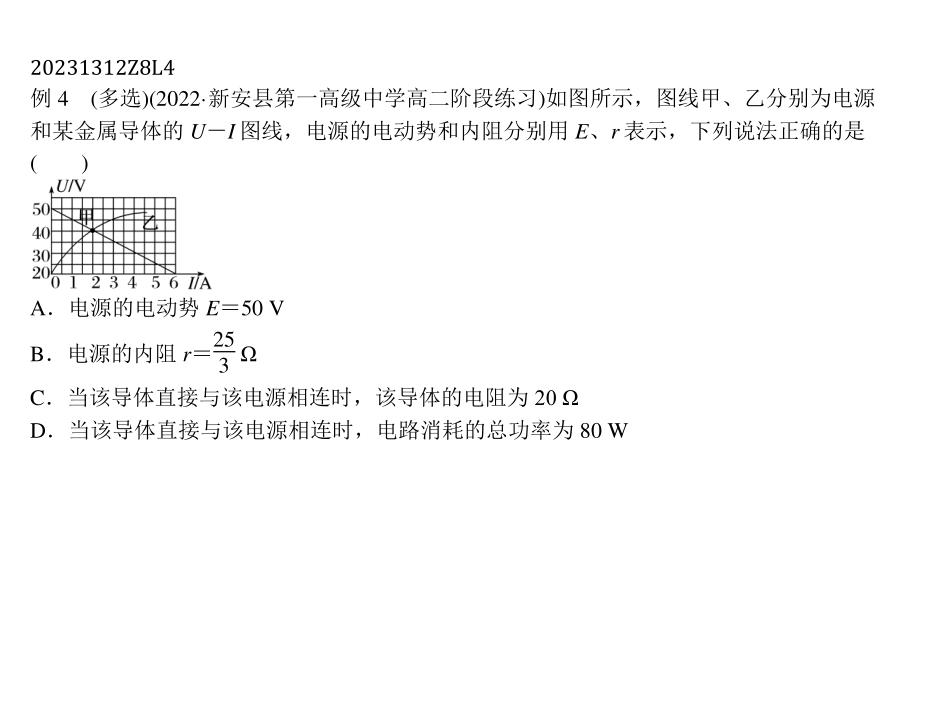 20231312Z8L4
例 4　(多选)(2022·新安县第一高级中学高二阶段练习)如图所示，图线甲、乙分别为电源
和某金属导体的 U－I 图线，电源的电动势和内阻分别用 E、r 表示，下列说法正确的是
(　　)
U/V
50
甲
乙
40
30
20
0 1 2 3 4 5 6 I/A
A．电源的电动势 E＝50 V
B．电源的内阻 r＝25/3 Ω
C．当该导体直接与该电源相连时，该导体的电阻为 20 Ω
D．当该导体直接与该电源相连时，电路消耗的总功率为 80 W